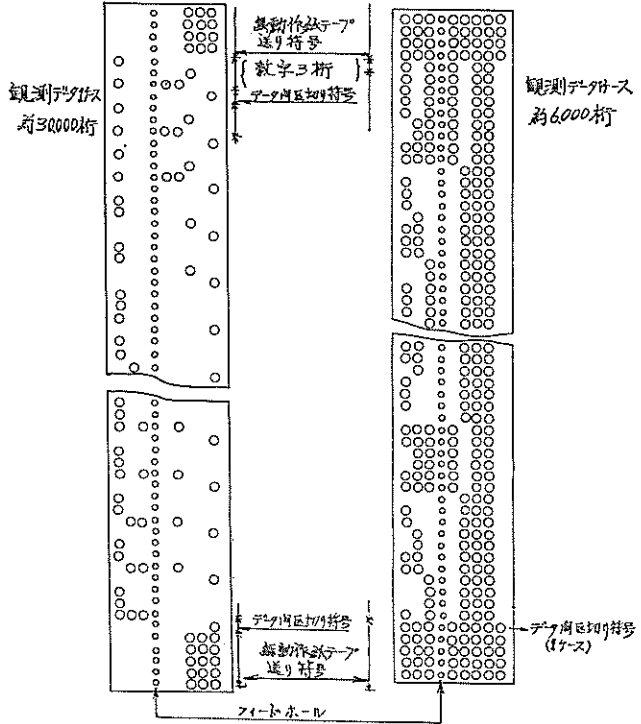 観測データ1ケース
約30,000桁
鑽動作紙テープ
送り符号
{ 数字3桁 }
データ間区切り符号
観測データ1ケース
約6,000桁
データ間区切り符号
鑽動作紙テープ
送り符号
データ間区切り符号
(1ケース)
フィードホール